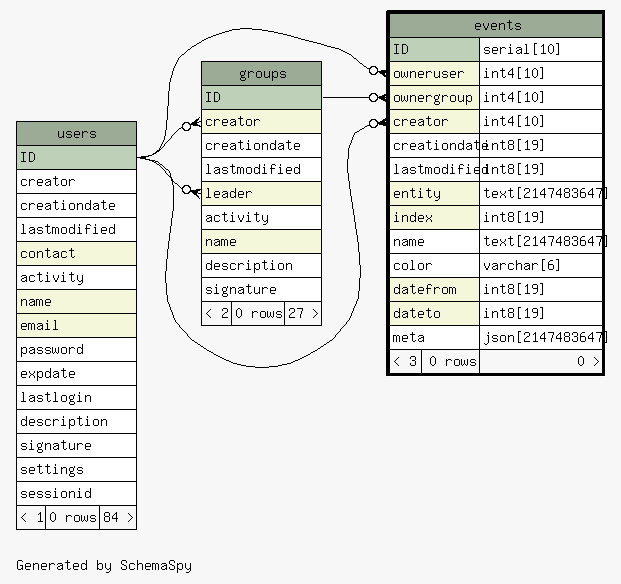 users
ID
creator
creationdate
lastmodified
contact
activity
name
email
password
expdate
lastlogin
description
signature
settings
sessionid
< 1 0 rows 84 >
groups
ID
creator
creationdate
lastmodified
leader
activity
name
description
signature
< 2 0 rows 27 >
events
ID serial[10]
owneruser int4[10]
ownergroup int4[10]
creator int4[10]
creationdate int8[19]
lastmodified int8[19]
entity text[2147483647]
index int8[19]
name text[2147483647]
color varchar[6]
datefrom int8[19]
dateto int8[19]
meta json[2147483647]
< 3 0 rows 0 >
Generated by SchemaSpy